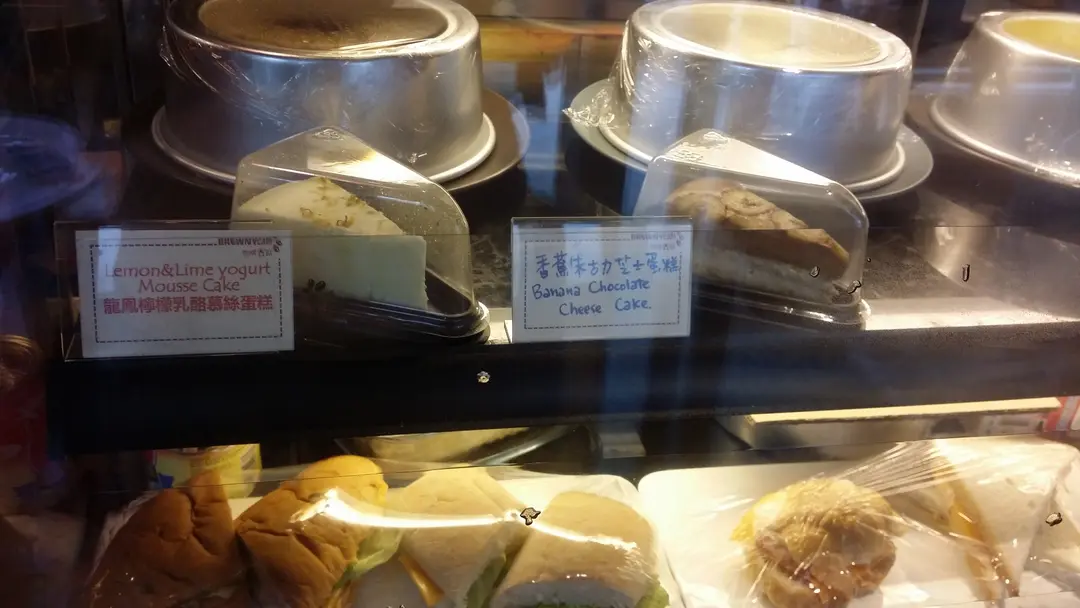 BREWNYCUP
Lemon&Lime yogurt
Mousse Cake
龍鳳檸檬乳酪慕絲蛋糕
香蕉朱古力芝士蛋糕
Banana Chocolate
Cheese Cake.